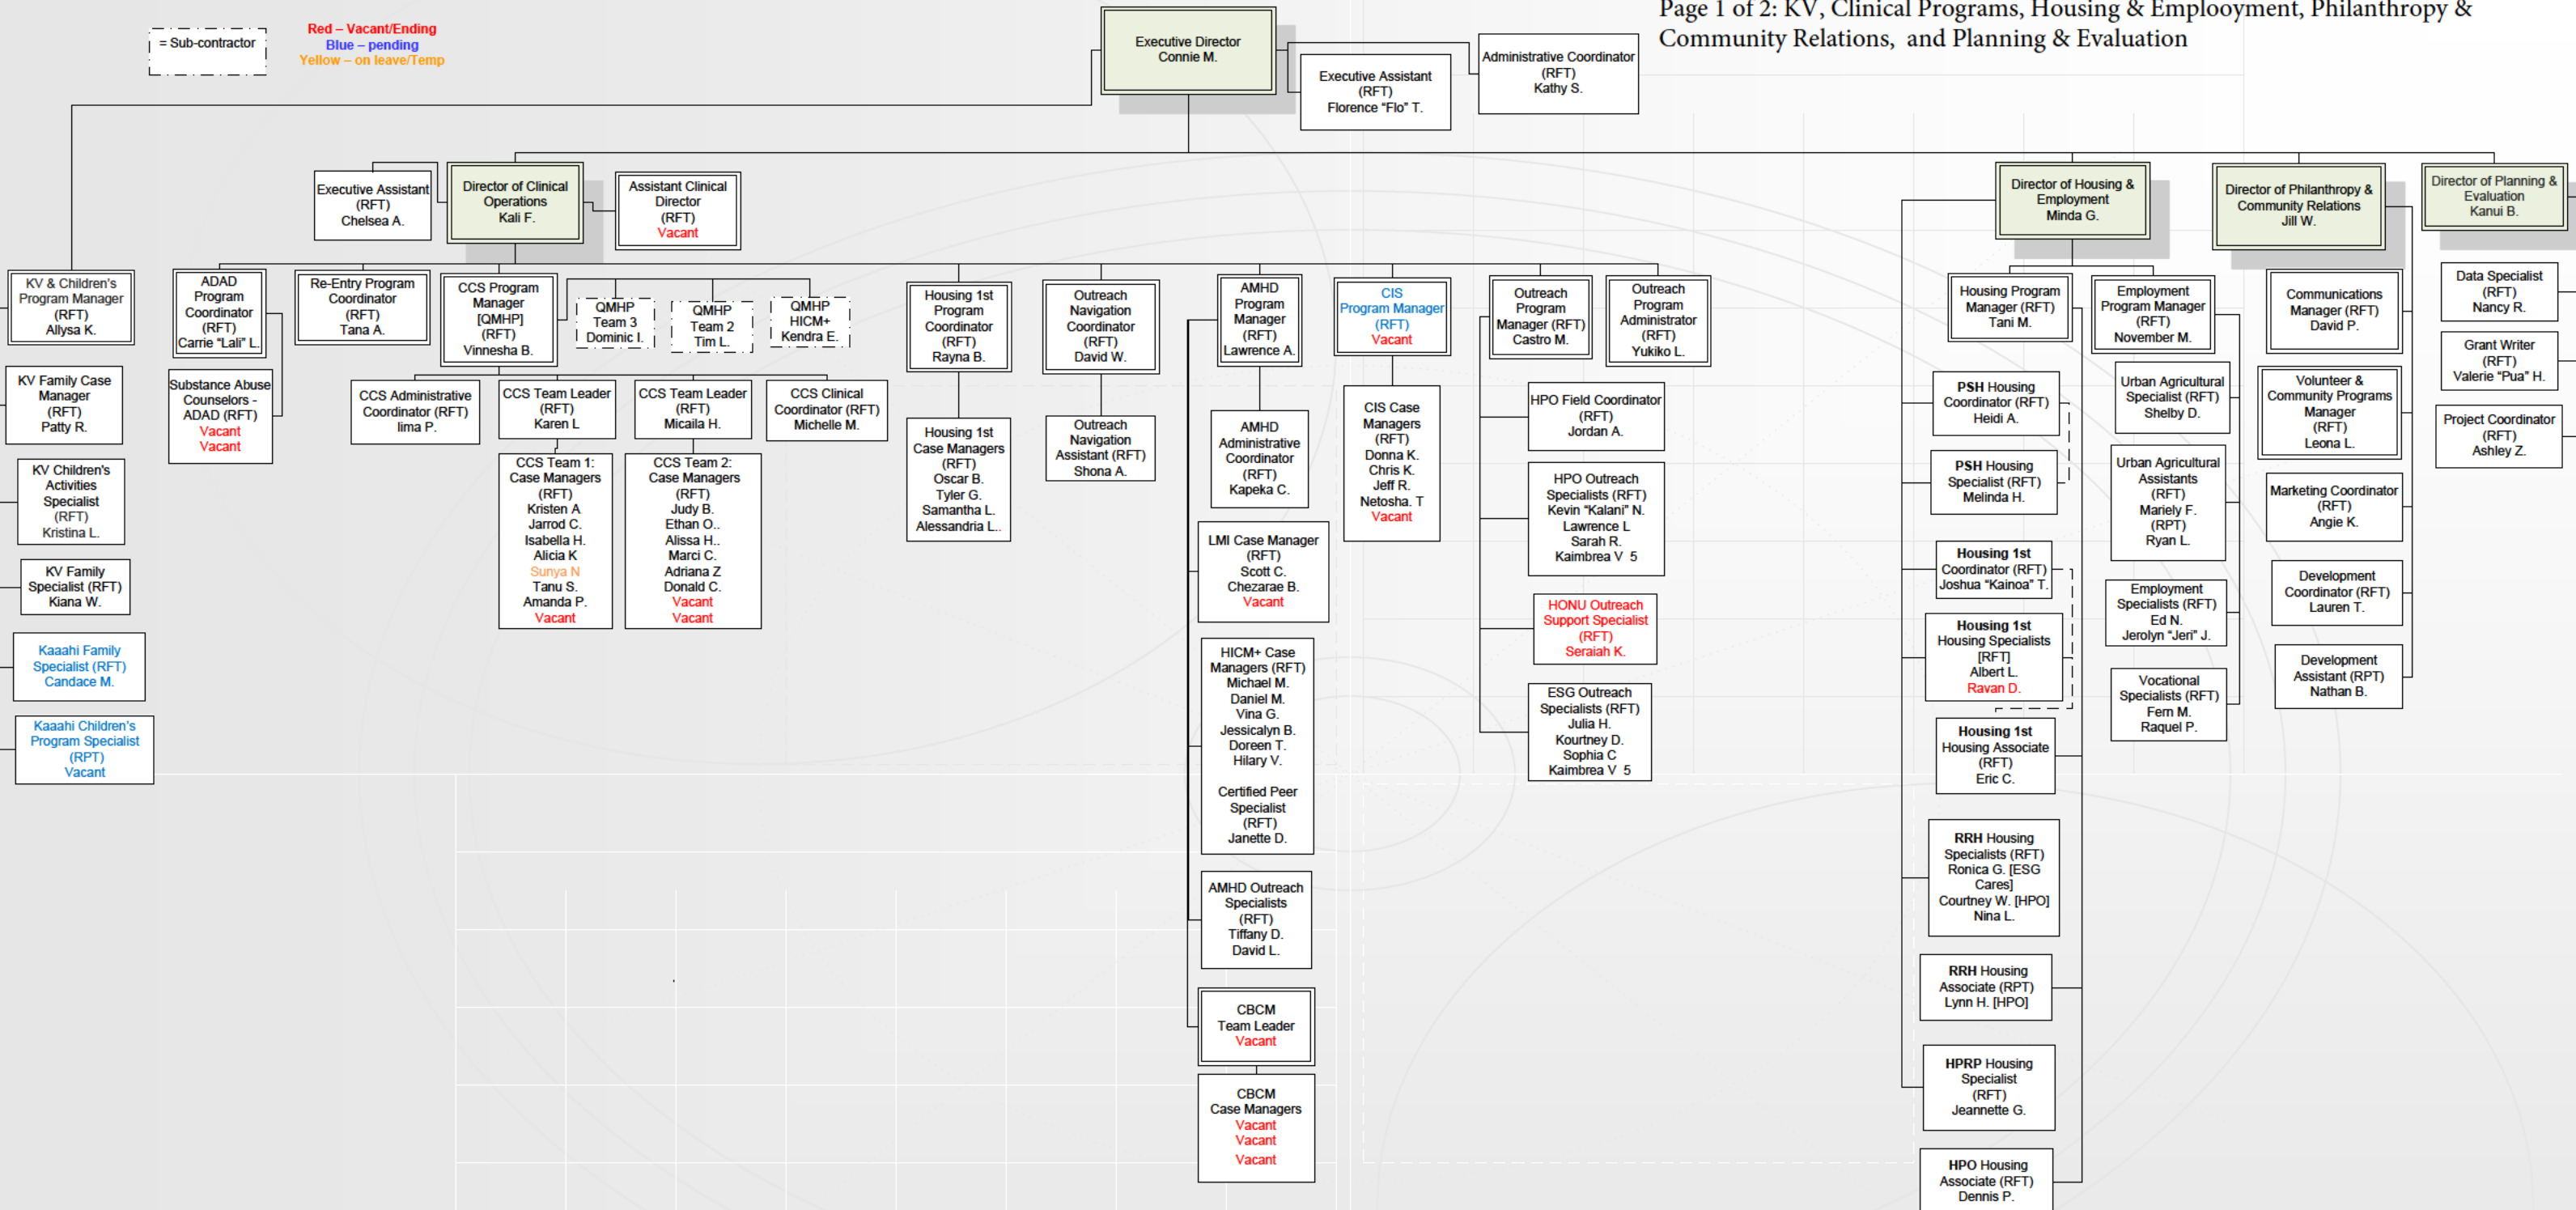 Page 1 of 2: KV, Clinical Programs, Housing & Emplooyment, Philanthropy &
Community Relations, and Planning & Evaluation
= Sub-contractor
Red – Vacant/Ending
Blue – pending
Yellow – on leave/Temp
Executive Director
Connie M.
Executive Assistant
(RFT)
Florence “Flo” T.
Administrative Coordinator
(RFT)
Kathy S.
Executive Assistant
(RFT)
Chelsea A.
Director of Clinical
Operations
Kali F.
Assistant Clinical
Director
(RFT)
Vacant
Director of Housing &
Employment
Minda G.
Director of Philanthropy &
Community Relations
Jill W.
Director of Planning &
Evaluation
Kanui B.
KV & Children's
Program Manager
(RFT)
Allysa K.
KV Family Case
Manager
(RFT)
Patty R.
KV Children's
Activities
Specialist
(RFT)
Kristina L.
KV Family
Specialist (RFT)
Kiana W.
Kaaahi Family
Specialist (RFT)
Candace M.
Kaaahi Children’s
Program Specialist
(RPT)
Vacant
ADAD
Program
Coordinator
(RFT)
Carrie “Lali” L.
Substance Abuse
Counselors -
ADAD (RFT)
Vacant
Vacant
Re-Entry Program
Coordinator
(RFT)
Tana A.
CCS Program
Manager
[QMHP]
(RFT)
Vinnesha B.
QMHP
Team 3
Dominic I.
QMHP
Team 2
Tim L.
QMHP
HICM+
Kendra E.
CCS Administrative
Coordinator (RFT)
Iima P.
CCS Team Leader
(RFT)
Karen L
CCS Team Leader
(RFT)
Micaila H.
CCS Clinical
Coordinator (RFT)
Michelle M.
CCS Team 1:
Case Managers
(RFT)
Kristen A
Jarrod C.
Isabella H.
Alicia K
Sunya N
Tanu S.
Amanda P.
Vacant
CCS Team 2:
Case Managers
(RFT)
Judy B.
Ethan O..
Alissa H..
Marci C.
Adriana Z
Donald C.
Vacant
Vacant
Housing 1st
Program
Coordinator
(RFT)
Rayna B.
Housing 1st
Case Managers
(RFT)
Oscar B.
Tyler G.
Samantha L.
Alessandria L..
Outreach
Navigation
Coordinator
(RFT)
David W.
Outreach
Navigation
Assistant (RFT)
Shona A.
AMHD
Program
Manager
(RFT)
Lawrence A.
AMHD
Administrative
Coordinator
(RFT)
Kapeka C.
LMI Case Manager
(RFT)
Scott C.
Chezarae B.
Vacant
HICM+ Case
Managers (RFT)
Michael M.
Daniel M.
Vina G.
Jessicalyn B.
Doreen T.
Hilary V.
Certified Peer
Specialist
(RFT)
Janette D.
AMHD Outreach
Specialists
(RFT)
Tiffany D.
David L.
CBCM
Team Leader
Vacant
CBCM
Case Managers
Vacant
Vacant
Vacant
CIS
Program Manager
(RFT)
Vacant
CIS Case
Managers
(RFT)
Donna K.
Chris K.
Jeff R.
Netosha. T
Vacant
Outreach
Program
Manager (RFT)
Castro M.
Outreach
Program
Administrator
(RFT)
Yukiko L.
HPO Field Coordinator
(RFT)
Jordan A.
HPO Outreach
Specialists (RFT)
Kevin “Kalani” N.
Lawrence L
Sarah R.
Kaimbrea V 5
HONU Outreach
Support Specialist
(RFT)
Seraiah K.
ESG Outreach
Specialists (RFT)
Julia H.
Kourtney D.
Sophia C
Kaimbrea V 5
Housing Program
Manager (RFT)
Tani M.
PSH Housing
Coordinator (RFT)
Heidi A.
PSH Housing
Specialist (RFT)
Melinda H.
Housing 1st
Coordinator (RFT)
Joshua “Kainoa” T.
Housing 1st
Housing Specialists
[RFT]
Albert L.
Ravan D.
Housing 1st
Housing Associate
(RFT)
Eric C.
RRH Housing
Specialists (RFT)
Ronica G. [ESG
Cares]
Courtney W. [HPO]
Nina L.
RRH Housing
Associate (RPT)
Lynn H. [HPO]
HPRP Housing
Specialist
(RFT)
Jeannette G.
HPO Housing
Associate (RFT)
Dennis P.
Employment
Program Manager
(RFT)
November M.
Urban Agricultural
Specialist (RFT)
Shelby D.
Urban Agricultural
Assistants
(RFT)
Mariely F.
(RPT)
Ryan L.
Employment
Specialists (RFT)
Ed N.
Jerolyn “Jeri” J.
Vocational
Specialists (RFT)
Fern M.
Raquel P.
Communications
Manager (RFT)
David P.
Volunteer &
Community Programs
Manager
(RFT)
Leona L.
Marketing Coordinator
(RFT)
Angie K.
Development
Coordinator (RFT)
Lauren T.
Development
Assistant (RPT)
Nathan B.
Data Specialist
(RFT)
Nancy R.
Grant Writer
(RFT)
Valerie “Pua” H.
Project Coordinator
(RFT)
Ashley Z.